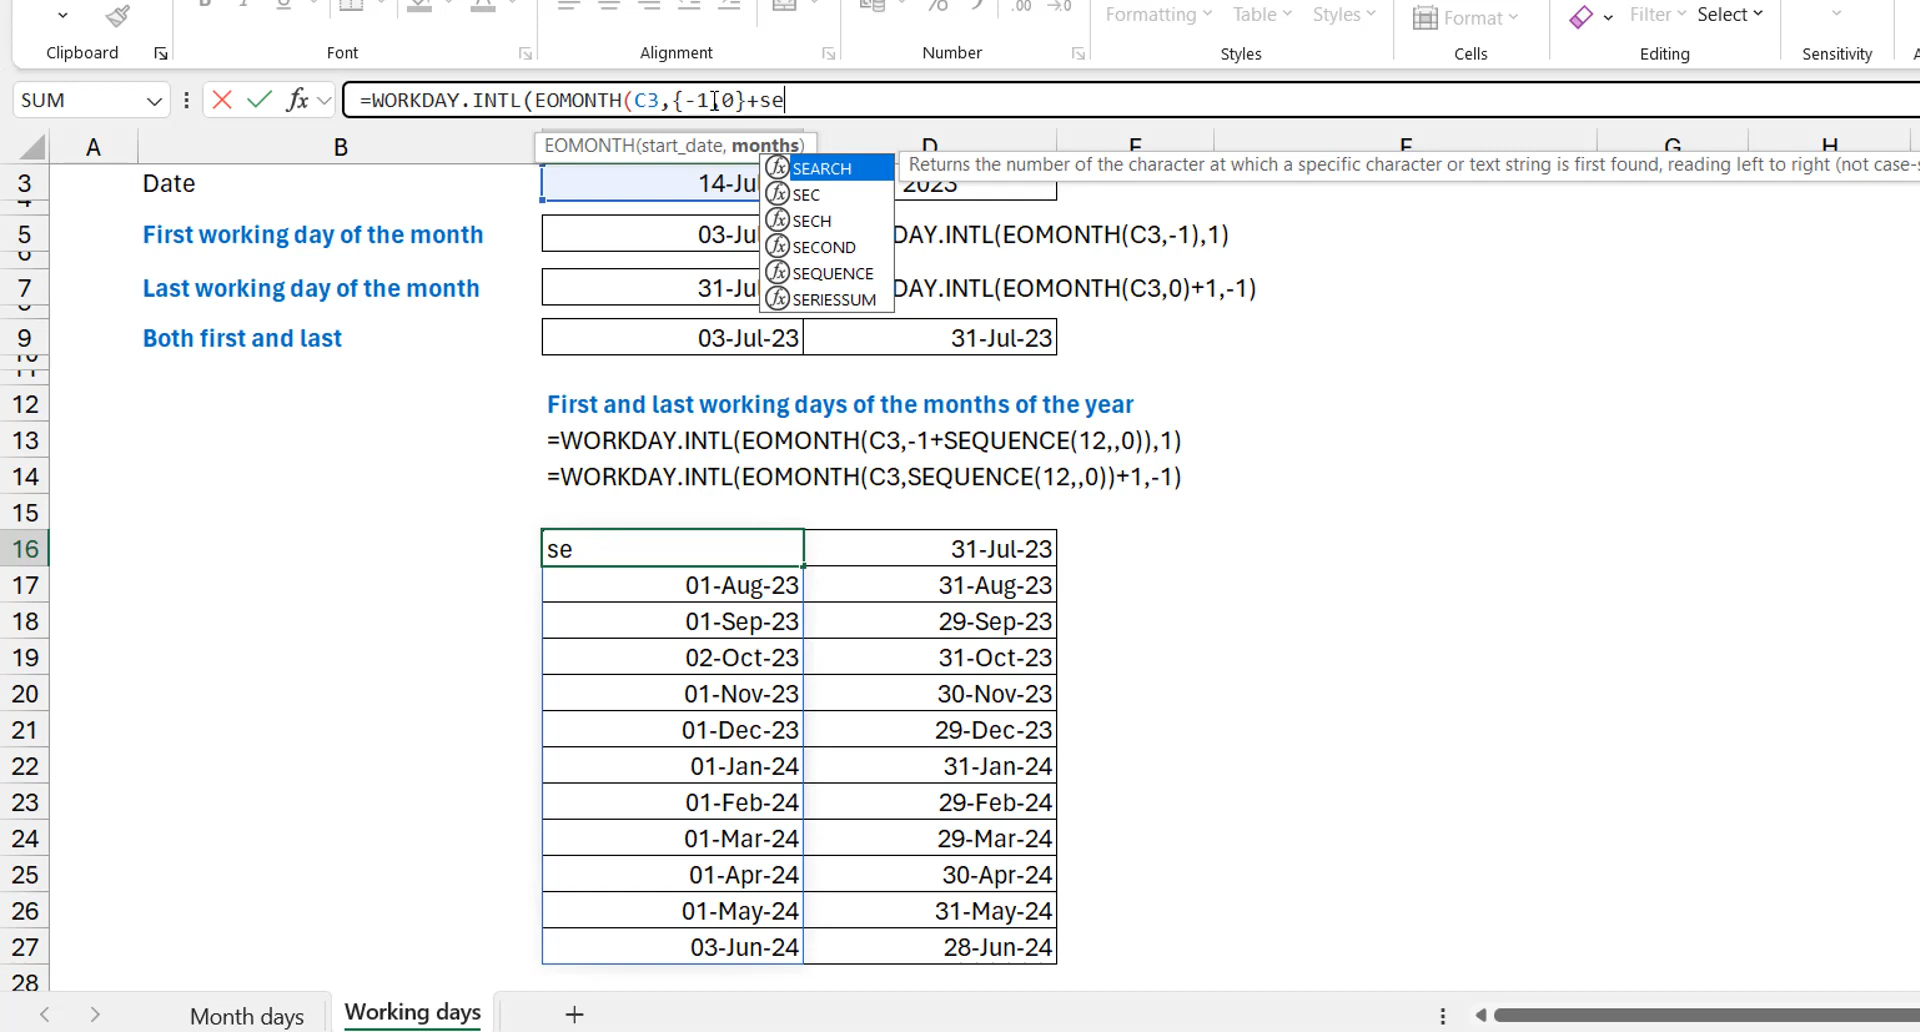 Formatting Table Styles Format Filter Select
Clipboard Font Alignment Number Styles Cells Editing Sensitivity
SUM fx =WORKDAY.INTL(EOMONTH(C3,{-1,0}+se
A B D E F G H
EOMONTH(start_date, months)
SEARCH
SEC
SECH
SECOND
SEQUENCE
SERIESSUM
Returns the number of the character at which a specific character or text string is first found, reading left to right (not case-s
3 Date 14-Jul 2023
4
5 First working day of the month 03-Jul DAY.INTL(EOMONTH(C3,-1),1)
6
7 Last working day of the month 31-Jul DAY.INTL(EOMONTH(C3,0)+1,-1)
8
9 Both first and last 03-Jul-23 31-Jul-23
10
11
12 First and last working days of the months of the year
13 =WORKDAY.INTL(EOMONTH(C3,-1+SEQUENCE(12,,0)),1)
14 =WORKDAY.INTL(EOMONTH(C3,SEQUENCE(12,,0))+1,-1)
15
16 se 31-Jul-23
17 01-Aug-23 31-Aug-23
18 01-Sep-23 29-Sep-23
19 02-Oct-23 31-Oct-23
20 01-Nov-23 30-Nov-23
21 01-Dec-23 29-Dec-23
22 01-Jan-24 31-Jan-24
23 01-Feb-24 29-Feb-24
24 01-Mar-24 29-Mar-24
25 01-Apr-24 30-Apr-24
26 01-May-24 31-May-24
27 03-Jun-24 28-Jun-24
28
Month days Working days